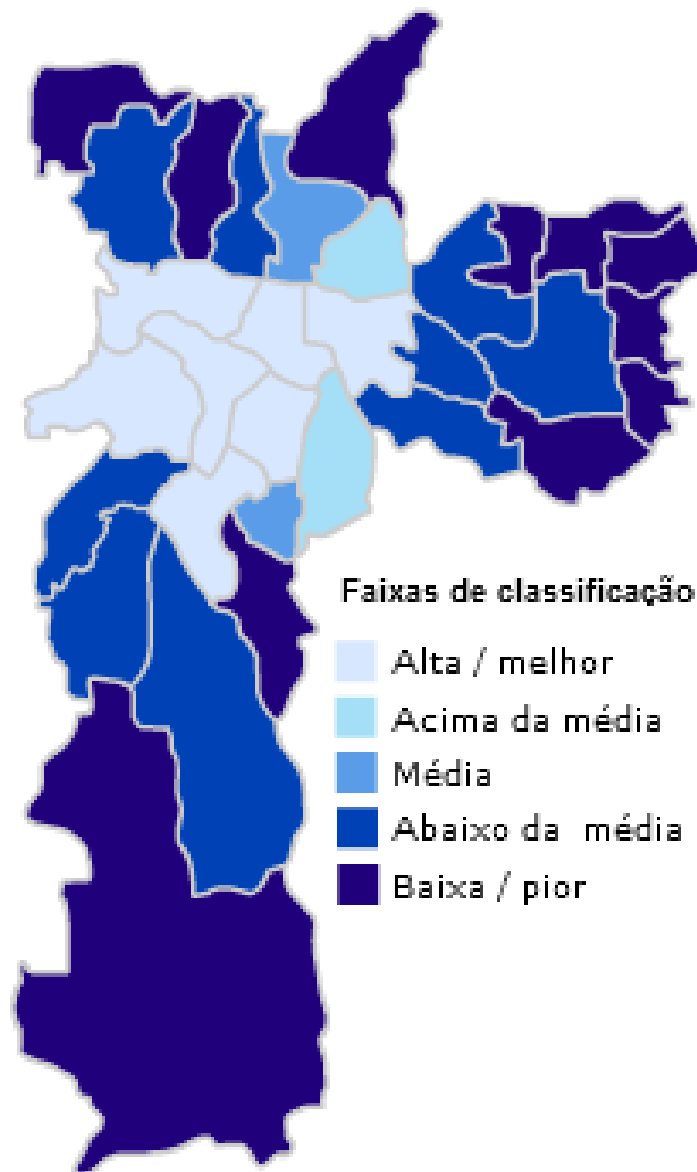 Faixas de classificação
Alta / melhor
Acima da média
Média
Abaixo da média
Baixa / pior